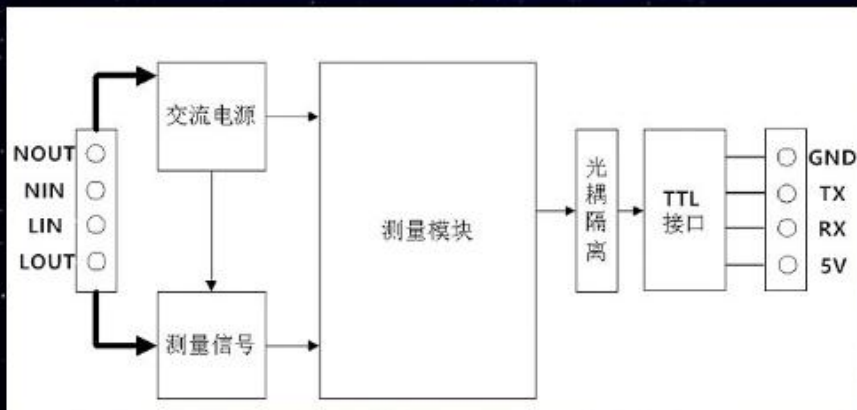 NOUT
NIN
LIN
LOUT
交流电源
测量信号
测量模块
光
耦
隔
离
TTL
接口
GND
TX
RX
5V